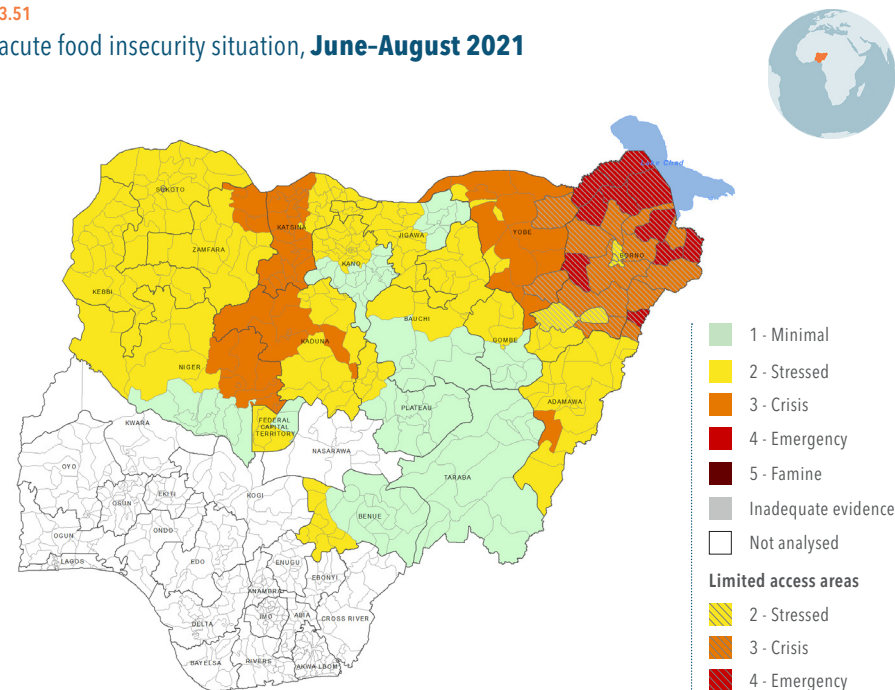 3.51
acute food insecurity situation, June–August 2021
Lake Chad
SOKOTO
KATSINA
JIGAWA
YOBE
BORNO
ZAMFARA
KANO
KEBBI
BAUCHI
GOMBE
KADUNA
NIGER
ADAMAWA
PLATEAU
FEDERAL
CAPITAL
TERRITORY
KWARA
NASARAWA
OYO
TARABA
KOGI
EKITI
OSUN
BENUE
ONDO
OGUN
LAGOS
EDO
ENUGU
EBONYI
ANAMBRA
IMO
ABIA
CROSS RIVER
DELTA
BAYELSA
RIVERS
AKWA LBOM
1 - Minimal
2 - Stressed
3 - Crisis
4 - Emergency
5 - Famine
Inadequate evidence
Not analysed
Limited access areas
2 - Stressed
3 - Crisis
4 - Emergency